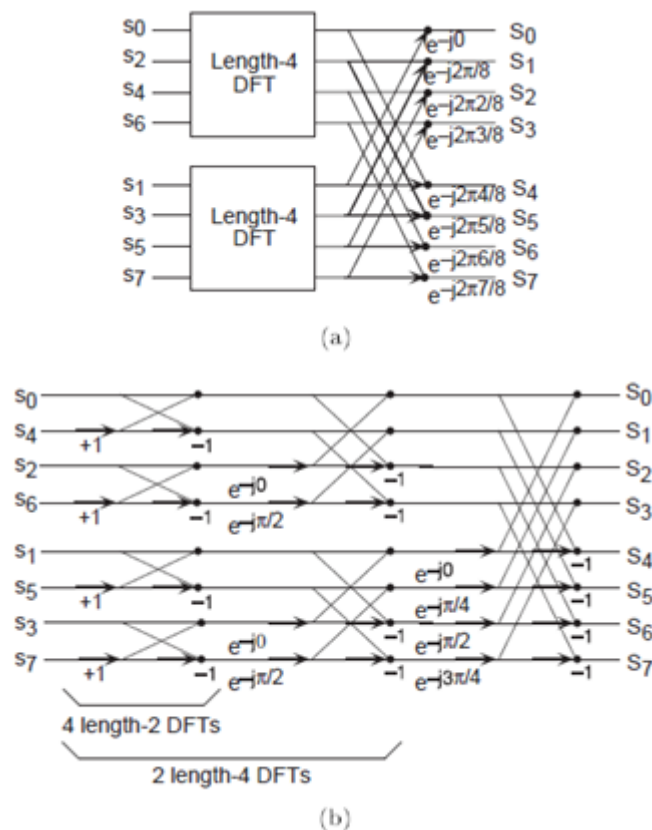 s0
s2
s4
s6
Length-4
DFT
s1
s3
s5
s7
Length-4
DFT
e–j0
e–j2π/8
e–j2π2/8
e–j2π3/8
e–j2π4/8
e–j2π5/8
e–j2π6/8
e–j2π7/8
S0
S1
S2
S3
S4
S5
S6
S7
(a)
s0
s4
s2
s6
s1
s5
s3
s7
+1
+1
+1
+1
–1
–1
–1
–1
e–j0
e–jπ/2
e–j0
e–jπ/2
–1
–1
–1
–1
e–j0
e–jπ/4
e–jπ/2
e–j3π/4
–1
–1
–1
–1
S0
S1
S2
S3
S4
S5
S6
S7
4 length-2 DFTs
2 length-4 DFTs
(b)